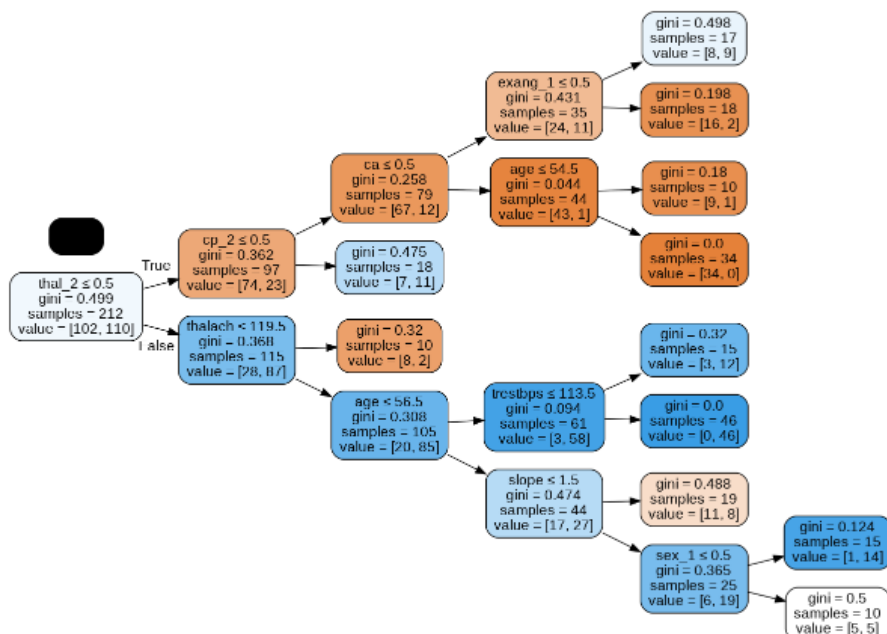 gini = 0.498
samples = 17
value = [8, 9]
exang_1 ≤ 0.5
gini = 0.431
samples = 35
value = [24, 11]
gini = 0.198
samples = 18
value = [16, 2]
ca ≤ 0.5
gini = 0.258
samples = 79
value = [67, 12]
age ≤ 54.5
gini = 0.044
samples = 44
value = [43, 1]
gini = 0.18
samples = 10
value = [9, 1]
gini = 0.0
samples = 34
value = [34, 0]
True
cp_2 ≤ 0.5
gini = 0.362
samples = 97
value = [74, 23]
gini = 0.475
samples = 18
value = [7, 11]
thal_2 ≤ 0.5
gini = 0.499
samples = 212
value = [102, 110]
False
thalach ≤ 119.5
gini = 0.368
samples = 115
value = [28, 87]
gini = 0.32
samples = 10
value = [8, 2]
gini = 0.32
samples = 15
value = [3, 12]
age ≤ 56.5
gini = 0.308
samples = 105
value = [20, 85]
trestbps ≤ 113.5
gini = 0.094
samples = 61
value = [3, 58]
gini = 0.0
samples = 46
value = [0, 46]
slope ≤ 1.5
gini = 0.474
samples = 44
value = [17, 27]
gini = 0.488
samples = 19
value = [11, 8]
sex_1 ≤ 0.5
gini = 0.365
samples = 25
value = [6, 19]
gini = 0.124
samples = 15
value = [1, 14]
gini = 0.5
samples = 10
value = [5, 5]